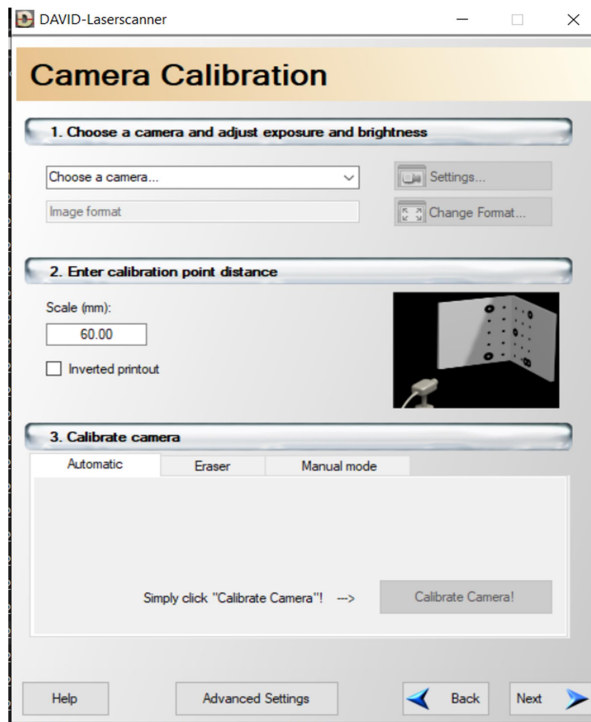 DAVID-Laserscanner
Camera Calibration
1. Choose a camera and adjust exposure and brightness
Choose a camera...
Settings...
Image format
Change Format...
2. Enter calibration point distance
Scale (mm):
60.00
Inverted printout
3. Calibrate camera
Automatic Eraser Manual mode
Simply click "Calibrate Camera"! --->
Calibrate Camera!
Help Advanced Settings Back Next